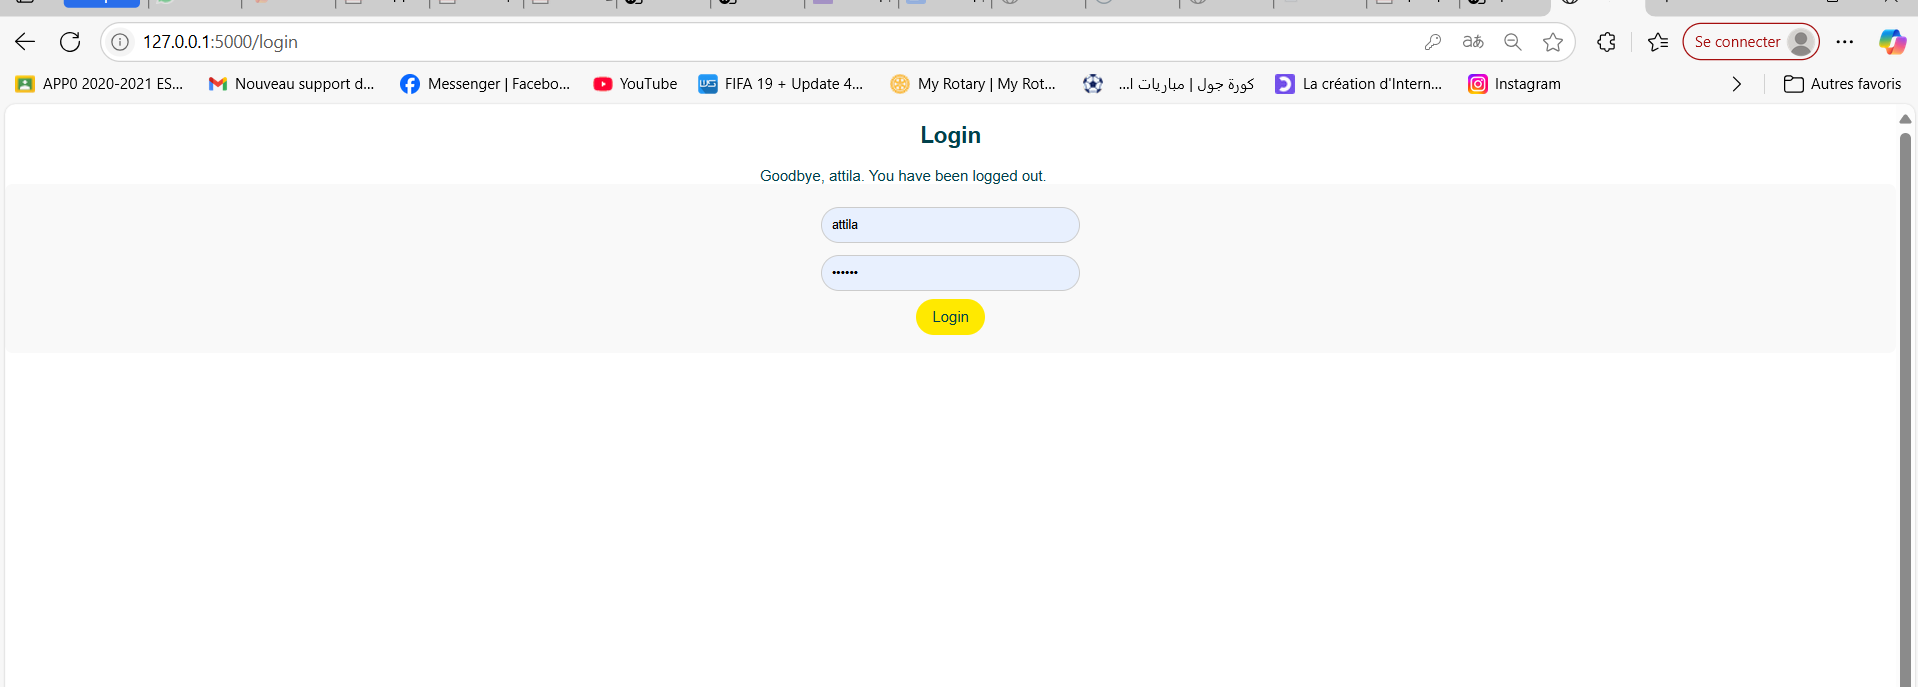 127.0.0.1:5000/login
Se connecter
APP0 2020-2021 ES...
Nouveau support d...
Messenger | Facebo...
YouTube
FIFA 19 + Update 4...
My Rotary | My Rot...
كورة جول | مباريات ا...
La création d'Intern...
Instagram
Autres favoris
Login
Goodbye, attila. You have been logged out.
attila
••••••
Login